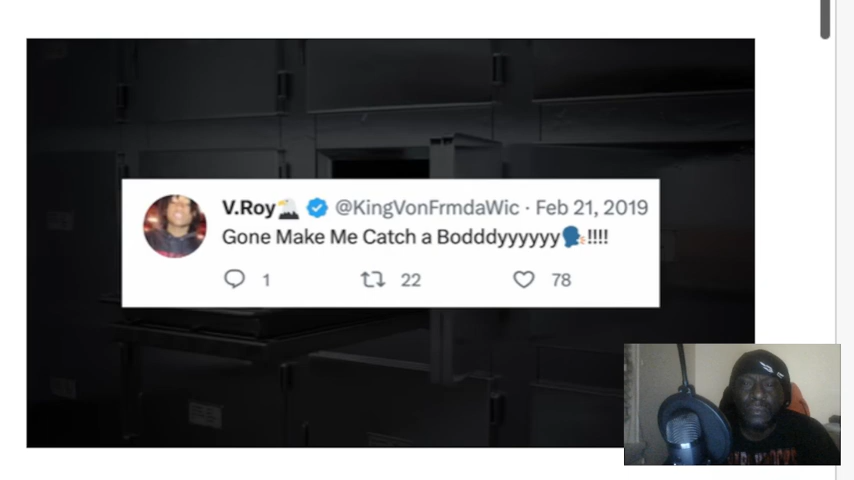 V.Roy🦅 @KingVonFrmdaWic · Feb 21, 2019
Gone Make Me Catch a Bodddyyyyyy🗣!!!!
1 22 78